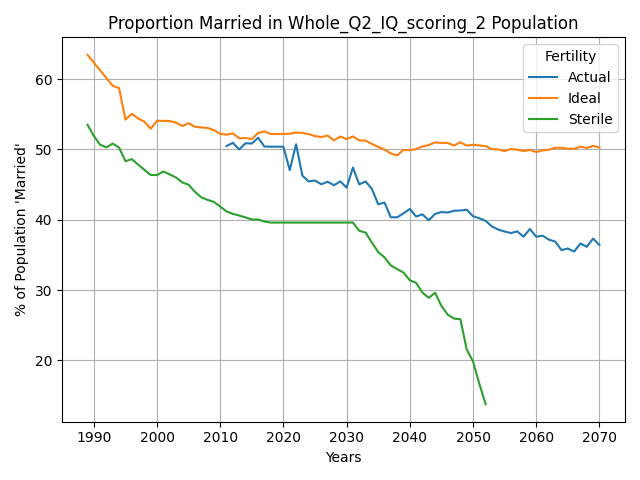 Proportion Married in Whole_Q2_IQ_scoring_2 Population
Fertility
Actual
Ideal
Sterile
% of Population 'Married'
60
50
40
30
20
1990 2000 2010 2020 2030 2040 2050 2060 2070
Years